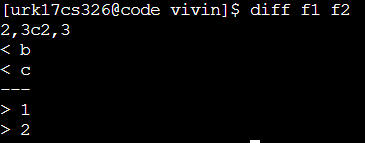 [urk17cs326@code vivin]$ diff f1 f2
2,3c2,3
< b
< c
---
> 1
> 2